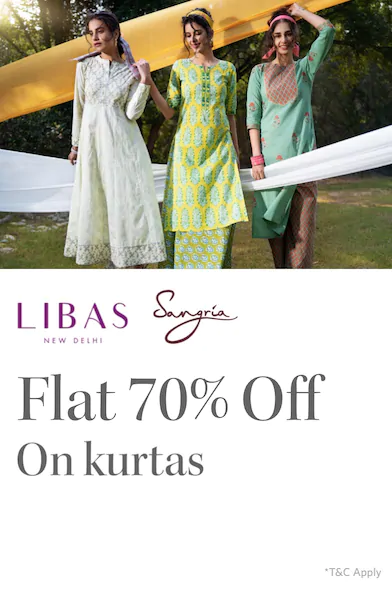 LIBAS Sangria
NEW DELHI
Flat 70% Off
On kurtas
*T&C Apply